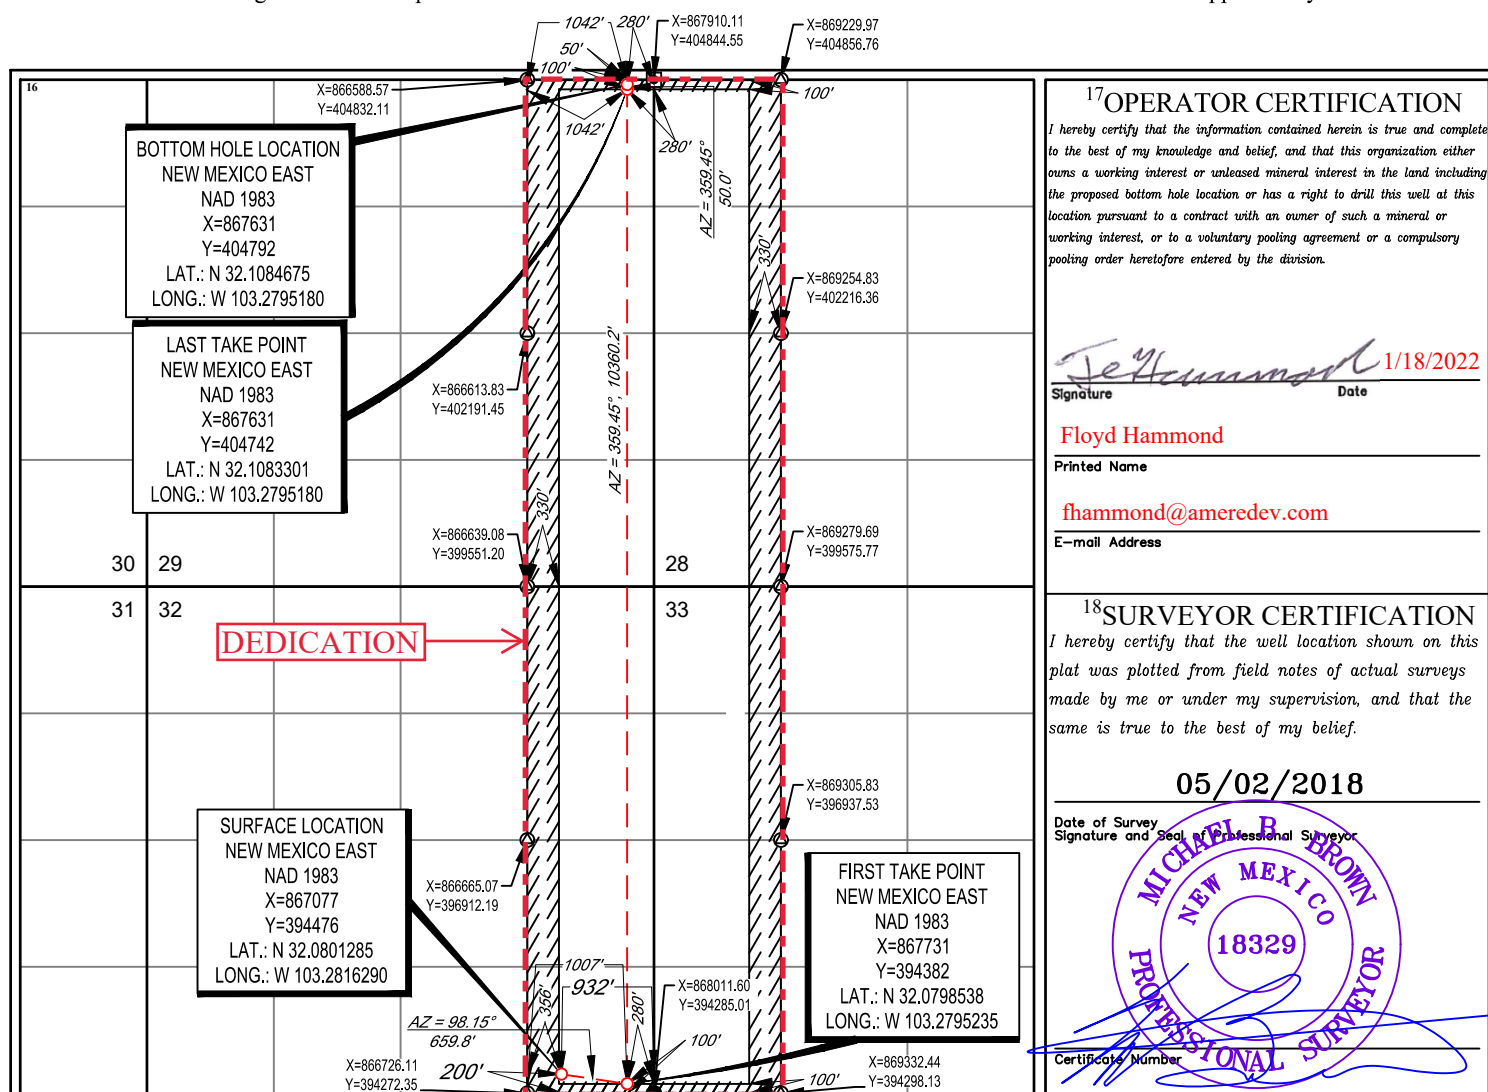 1042'
280'
X=867910.11
Y=404844.55
X=869229.97
Y=404856.76
50'
100'
16
X=866588.57
Y=404832.11
100'
1042'
280'
AZ = 359.45°
50.0'
BOTTOM HOLE LOCATION
NEW MEXICO EAST
NAD 1983
X=867631
Y=404792
LAT.: N 32.1084675
LONG.: W 103.2795180
330'
X=869254.83
Y=402216.36
LAST TAKE POINT
NEW MEXICO EAST
NAD 1983
X=867631
Y=404742
LAT.: N 32.1083301
LONG.: W 103.2795180
X=866613.83
Y=402191.45
AZ = 359.45°, 10360.2'
330'
X=866639.08
Y=399551.20
X=869279.69
Y=399575.77
30 29 28
31 32 33
DEDICATION
X=869305.83
Y=396937.53
SURFACE LOCATION
NEW MEXICO EAST
NAD 1983
X=867077
Y=394476
LAT.: N 32.0801285
LONG.: W 103.2816290
X=866665.07
Y=396912.19
FIRST TAKE POINT
NEW MEXICO EAST
NAD 1983
X=867731
Y=394382
LAT.: N 32.0798538
LONG.: W 103.2795235
1007'
932'
356'
280'
X=868011.60
Y=394285.01
AZ = 98.15°
659.8'
100'
X=866726.11
Y=394272.35
200'
X=869332.44
Y=394298.13
100'
17OPERATOR CERTIFICATION
I hereby certify that the information contained herein is true and complete
to the best of my knowledge and belief, and that this organization either
owns a working interest or unleased mineral interest in the land including
the proposed bottom hole location or has a right to drill this well at this
location pursuant to a contract with an owner of such a mineral or
working interest, or to a voluntary pooling agreement or a compulsory
pooling order heretofore entered by the division.
1/18/2022
Signature Date
Floyd Hammond
Printed Name
fhammond@ameredev.com
E-mail Address
18SURVEYOR CERTIFICATION
I hereby certify that the well location shown on this
plat was plotted from field notes of actual surveys
made by me or under my supervision, and that the
same is true to the best of my belief.
05/02/2018
Date of Survey
Signature and Seal of Professional Surveyor
MICHAEL B. BROWN
NEW MEXICO
18329
PROFESSIONAL SURVEYOR
Certificate Number